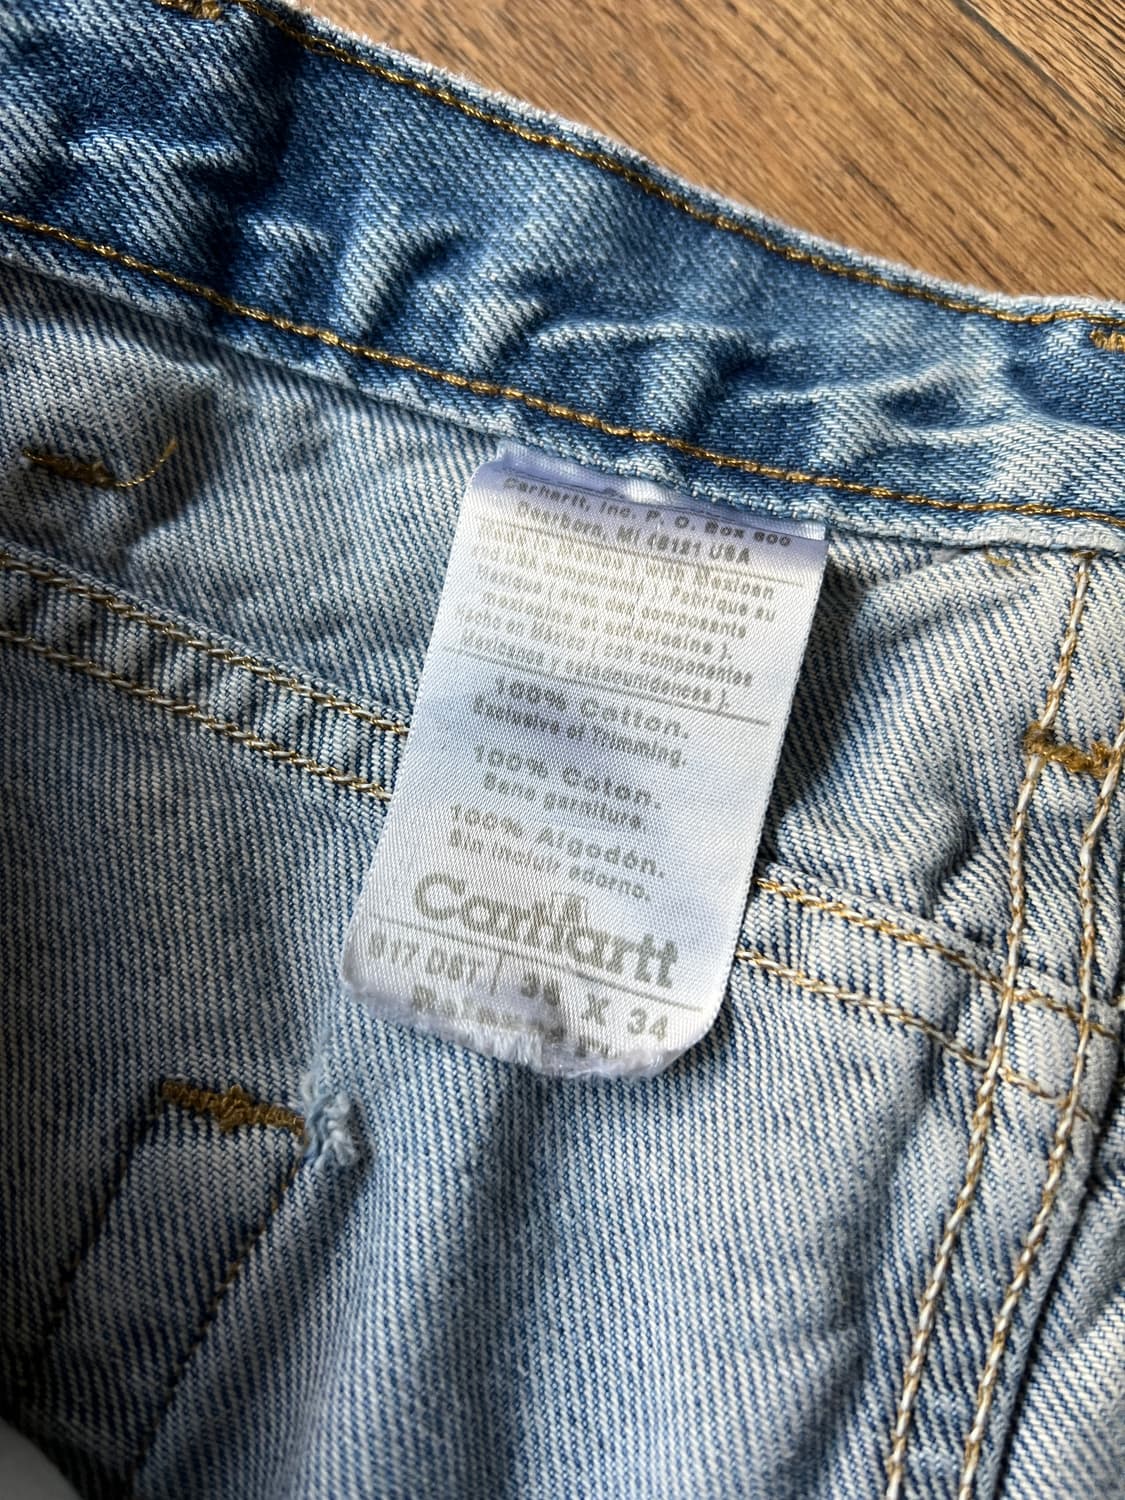 Carhartt, Inc. P. O. Box 600
Dearborn, MI 48121 USA
Made in Mexico ( with Mexican
and USA components ) Fabriqué au
Mexique ( avec des composants
mexicains et américains ).
Hecho en México ( con componentes
Mexicanos y estadounidenses ).
100% Cotton.
Exclusive of Trimming.
100% Coton.
Sans garniture.
100% Algodón.
Sin incluir adorno.
Carhartt
B17 DST X 34